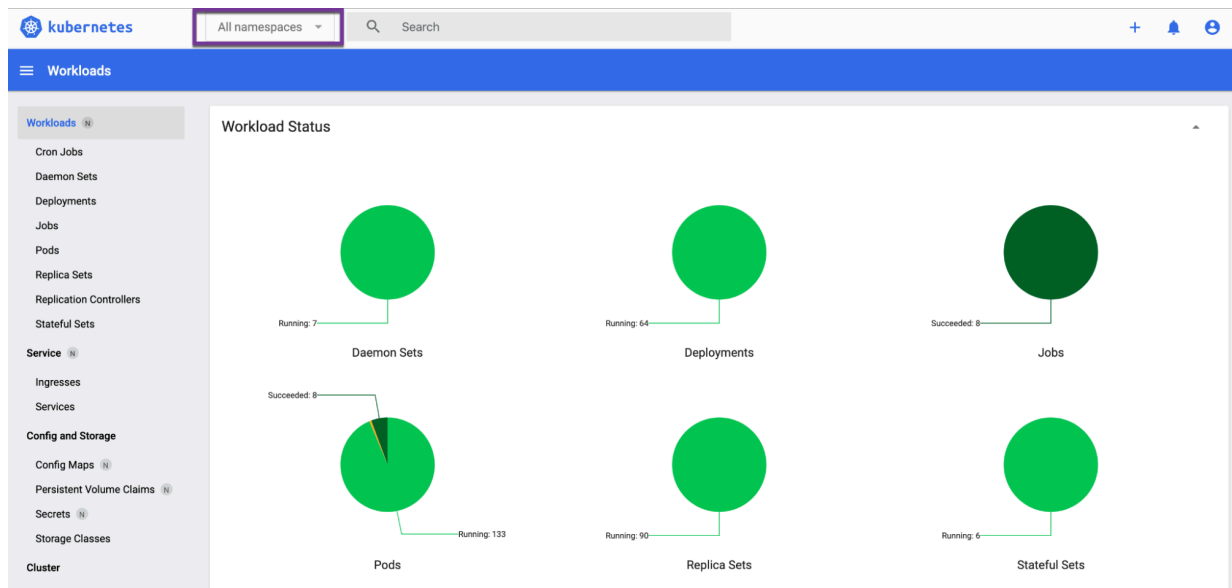 kubernetes
All namespaces
Search
Workloads
Workloads N
Cron Jobs
Daemon Sets
Deployments
Jobs
Pods
Replica Sets
Replication Controllers
Stateful Sets
Service N
Ingresses
Services
Config and Storage
Config Maps N
Persistent Volume Claims N
Secrets N
Storage Classes
Cluster
Workload Status
Running: 7
Daemon Sets
Running: 64
Deployments
Succeeded: 8
Jobs
Succeeded: 8
Running: 133
Pods
Running: 90
Replica Sets
Running: 6
Stateful Sets